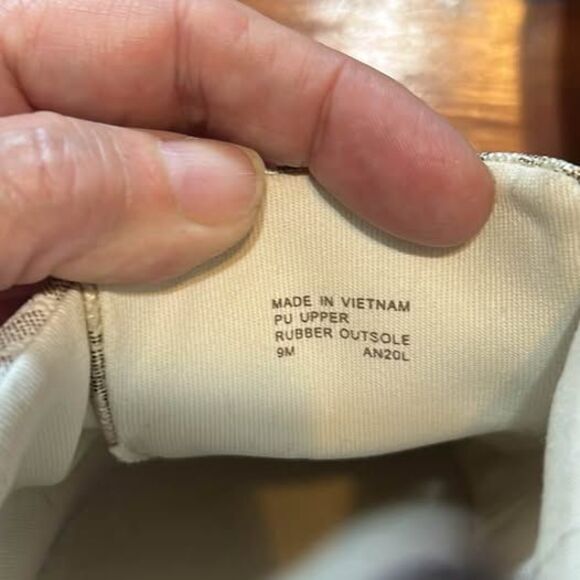 MADE IN VIETNAM
PU UPPER
RUBBER OUTSOLE
9M AN20L